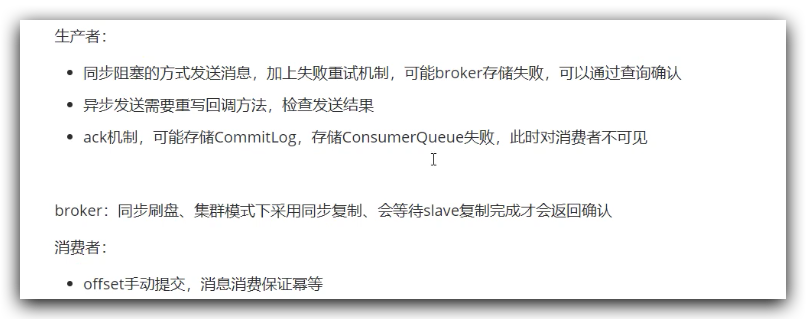 生产者：
• 同步阻塞的方式发送消息，加上失败重试机制，可能broker存储失败，可以通过查询确认
• 异步发送需要重写回调方法，检查发送结果
• ack机制，可能存储CommitLog，存储ConsumerQueue失败，此时对消费者不可见
broker：同步刷盘、集群模式下采用同步复制、会等待slave复制完成才会返回确认
消费者：
• offset手动提交，消息消费保证幂等